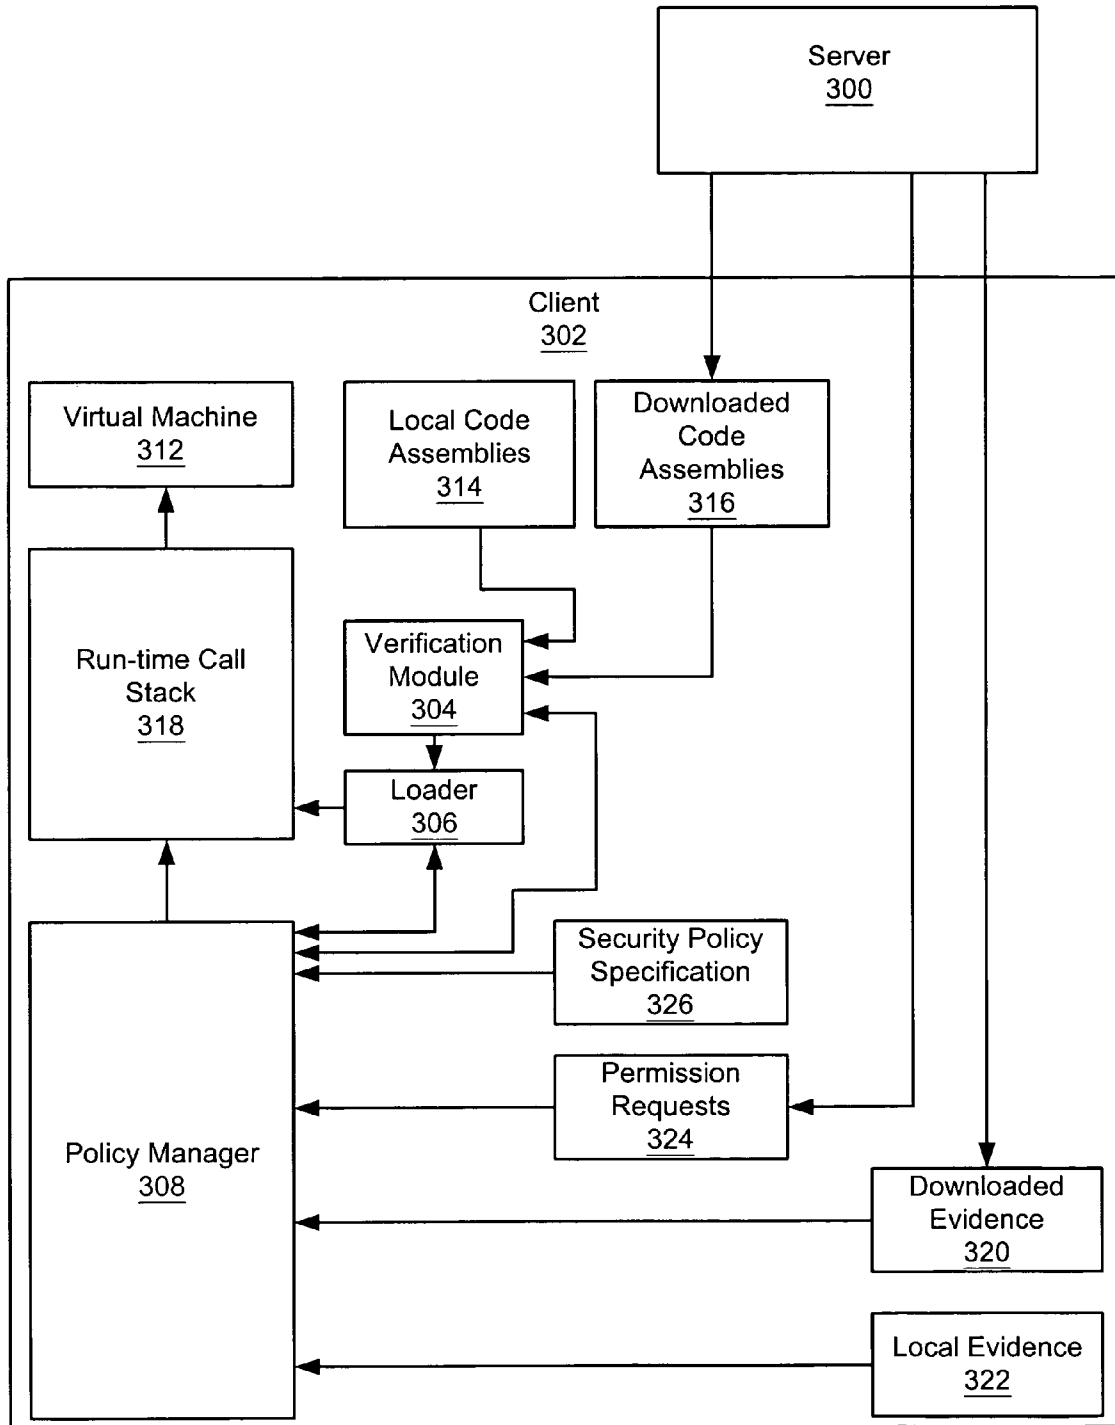 Server
300
Client
302
Virtual Machine
312
Local Code
Assemblies
314
Downloaded
Code
Assemblies
316
Run-time Call
Stack
318
Verification
Module
304
Loader
306
Security Policy
Specification
326
Permission
Requests
324
Policy Manager
308
Downloaded
Evidence
320
Local Evidence
322